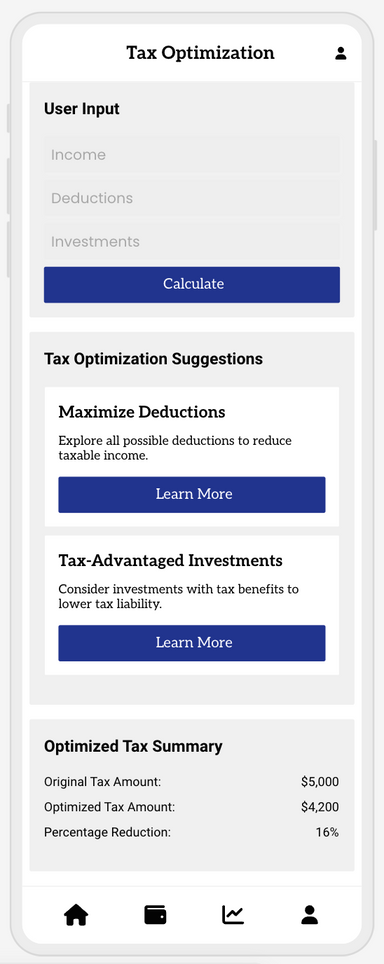 Tax Optimization
User Input
Income
Deductions
Investments
Calculate
Tax Optimization Suggestions
Maximize Deductions
Explore all possible deductions to reduce
taxable income.
Learn More
Tax-Advantaged Investments
Consider investments with tax benefits to
lower tax liability.
Learn More
Optimized Tax Summary
Original Tax Amount: $5,000
Optimized Tax Amount: $4,200
Percentage Reduction: 16%